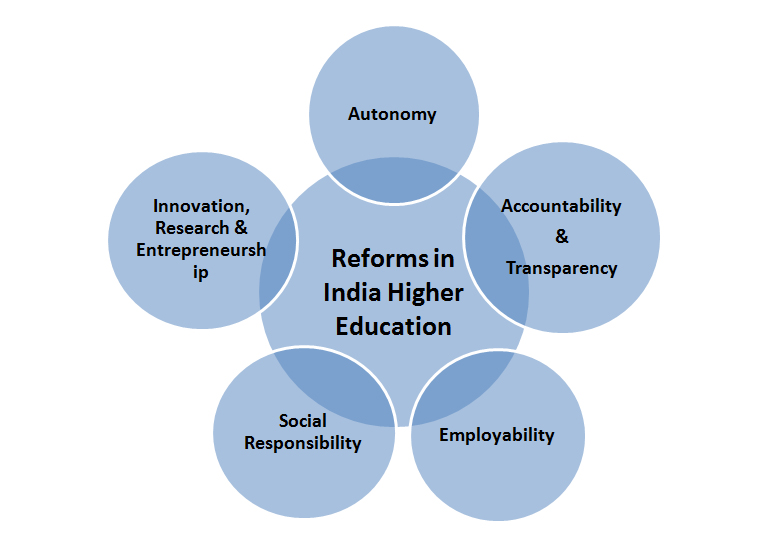 Autonomy
Accountability
&
Transparency
Innovation,
Research &
Entrepreneursh
ip
Reforms in
India Higher
Education
Social
Responsibility
Employability